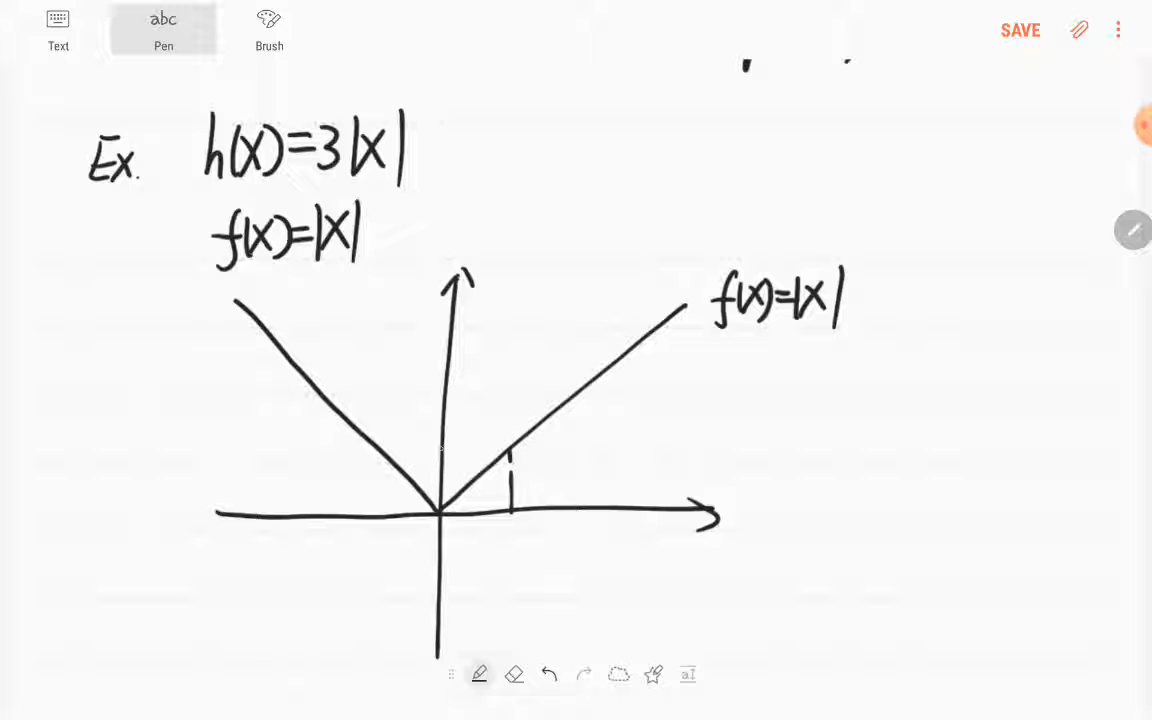 Text
abc
Pen
Brush
SAVE
Ex. h(x)=3|x|
f(x)=|x|
f(x)=|x|